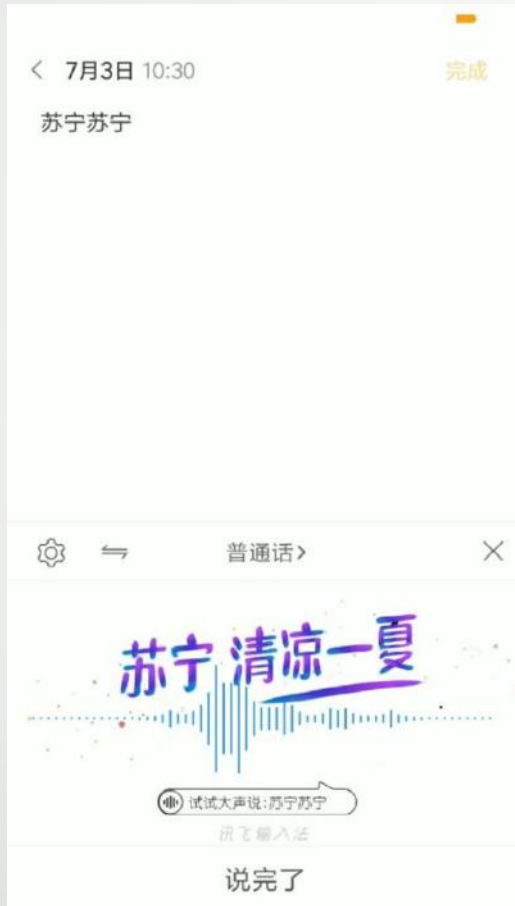 7月3日 10:30
完成
苏宁苏宁
普通话
苏宁 清凉一夏
试试大声说:苏宁苏宁
讯飞输入法
说完了